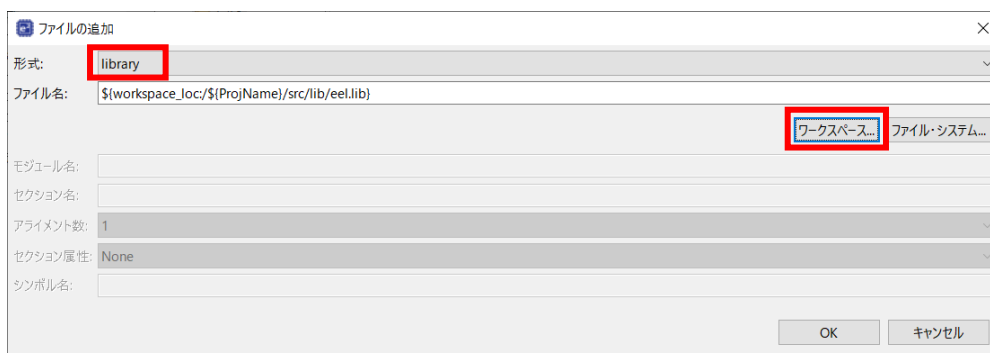 ファイルの追加
形式: library
ファイル名: ${workspace_loc:/${ProjName}/src/lib/eel.lib}
ワークスペース... ファイル・システム...
モジュール名:
セクション名:
アライメント数: 1
セクション属性: None
シンボル名:
OK キャンセル